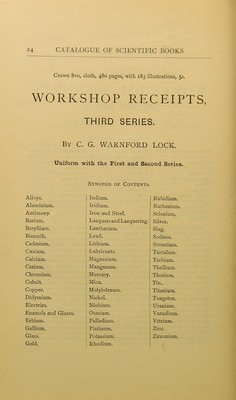 24 CATALOGUE OF SCIENTIFIC BOOKS
Crown 8vo, cloth, 480 pages, with 183 illustrations, 5s.
WORKSHOP RECEIPTS,
THIRD SERIES.
BY C. G. WARNFORD LOCK.
Uniform with the First and Second Series.
SYNOPSIS OF CONTENTS.
Alloys.
Aluminium.
Antimony.
Barium.
Beryllium.
Bismuth.
Cadmium.
Cæsium.
Calcium.
Cerium.
Chromium.
Cobalt.
Copper.
Didymium.
Electrics.
Enamels and Glazes.
Erbium.
Gallium.
Glass.
Gold.
Indium.
Iridium.
Iron and Steel.
Lacquers and Lacquering.
Lanthanum.
Lead.
Lithium.
Lubricants.
Magnesium.
Manganese.
Mercury.
Mica.
Molybdenum.
Nickel.
Niobium.
Osmium.
Palladium.
Platinum.
Potassium.
Rhodium.
Rubidium.
Ruthenium.
Selenium.
Silver.
Slag.
Sodium.
Strontium.
Tantalum.
Terbium.
Thallium.
Thorium.
Tin.
Titanium.
Tungsten.
Uranium.
Vanadium.
Yttrium.
Zinc.
Zirconium.